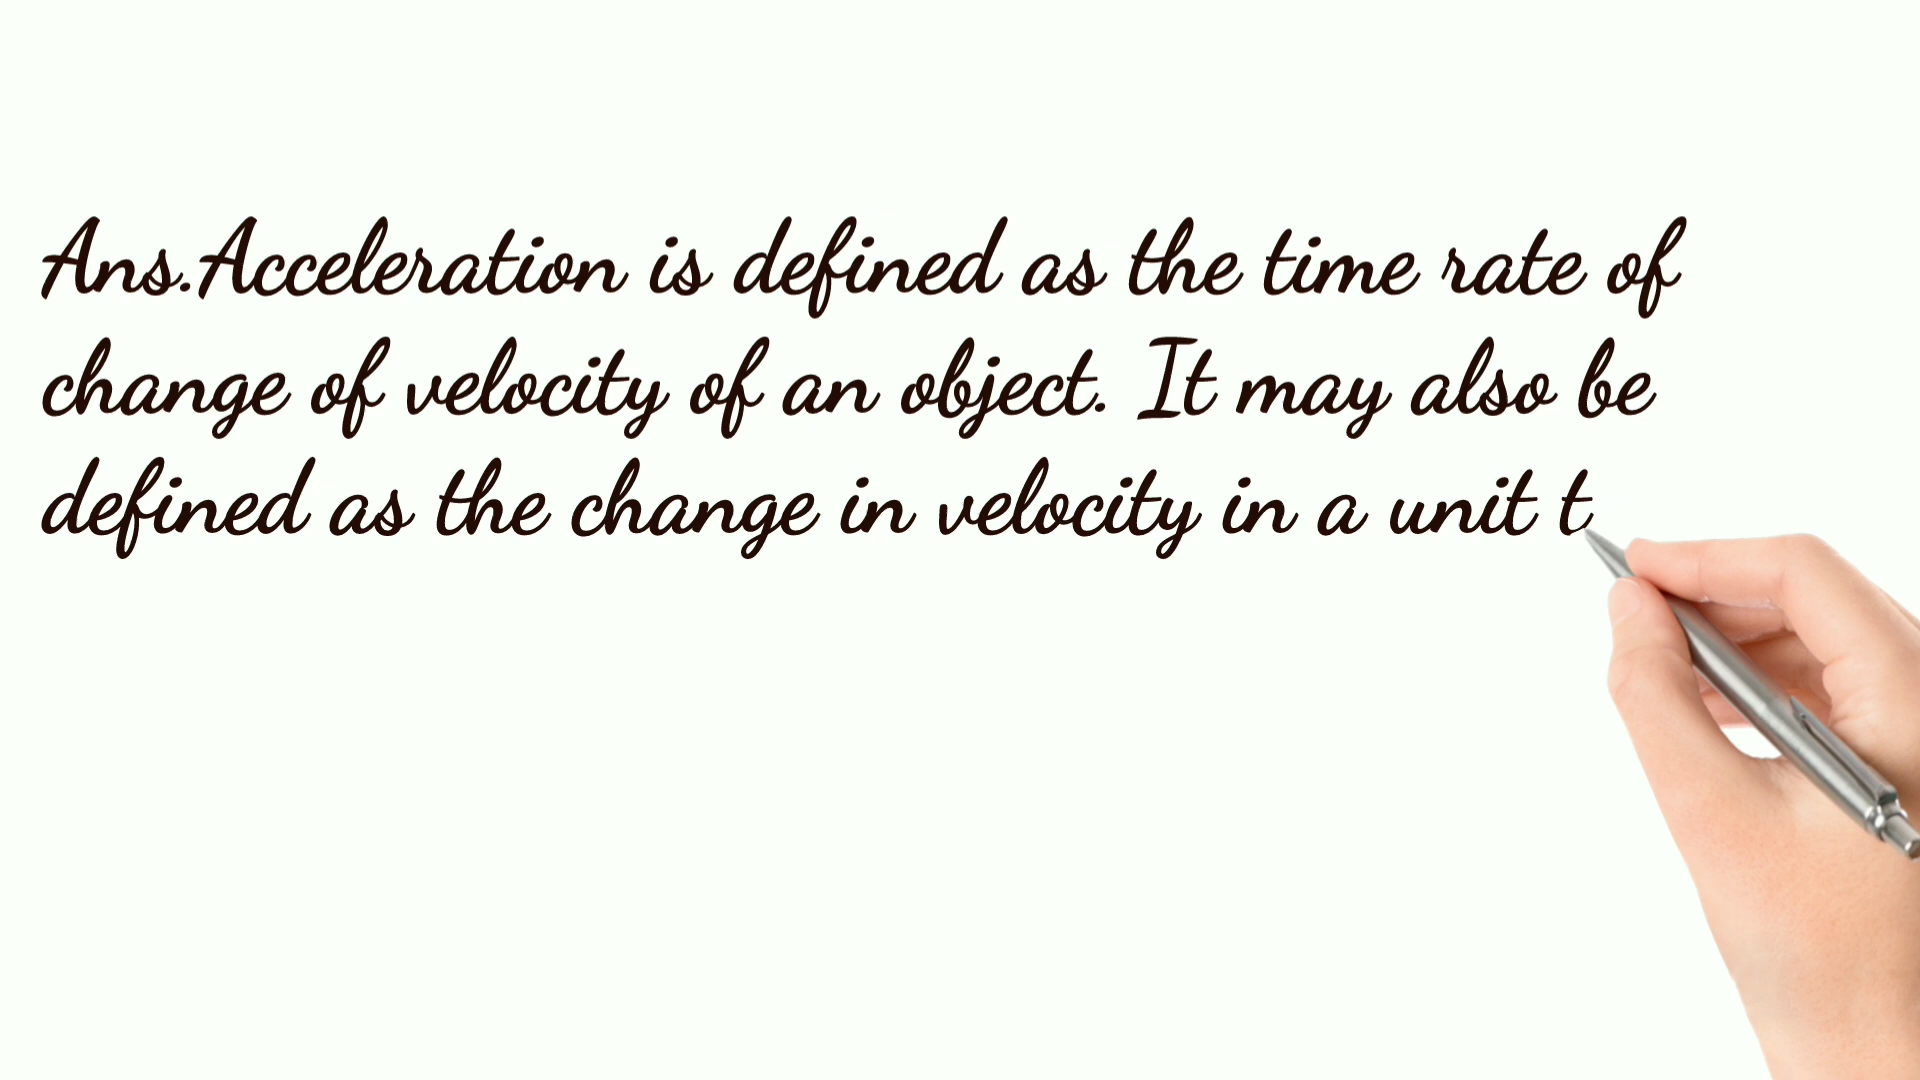 Ans.Acceleration is defined as the time rate of
change of velocity of an object. It may also be
defined as the change in velocity in a unit t